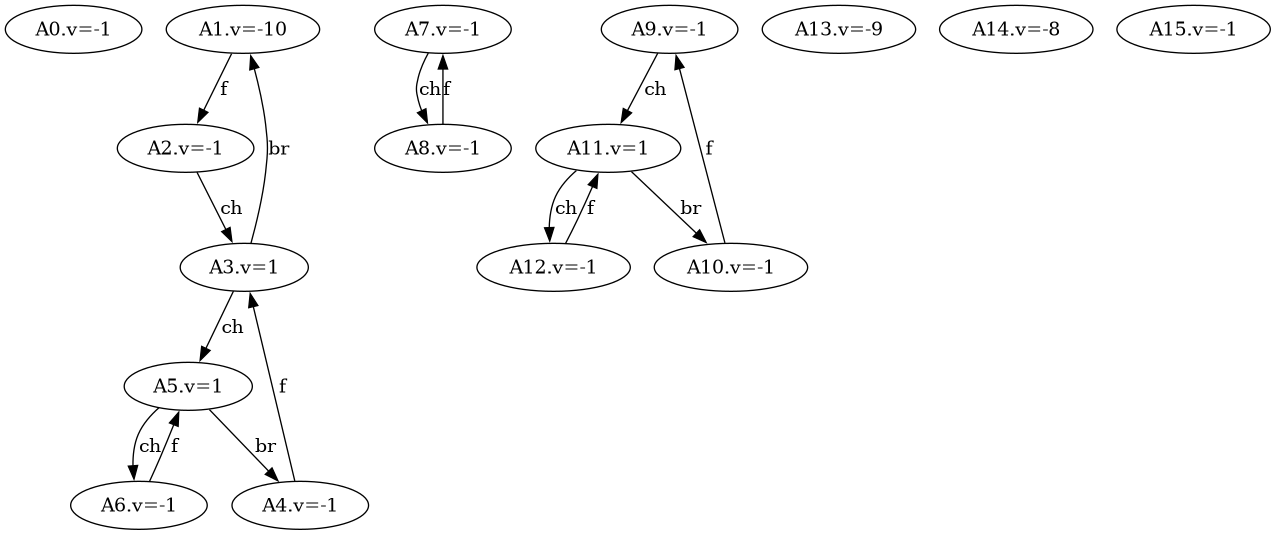 A0.v=-1 A1.v=-10 A7.v=-1 A9.v=-1 A13.v=-9 A14.v=-8 A15.v=-1
f ch f ch
A2.v=-1 br A8.v=-1 A11.v=1 f
ch ch f br
A3.v=1 A12.v=-1 A10.v=-1
ch
A5.v=1 f
ch f br
A6.v=-1 A4.v=-1